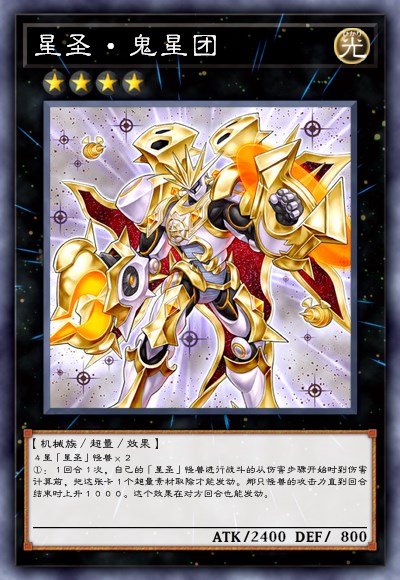 星圣·鬼星团
光
【机械族/超量/效果】
4星「星圣」怪兽×2
①：1回合1次，自己的「星圣」怪兽进行战斗的从伤害步骤开始时到伤害
计算前，把这张卡1个超量素材取除才能发动。那只怪兽的攻击力直到回合
结束时上升1000。这个效果在对方回合也能发动。
ATK/2400 DEF/ 800